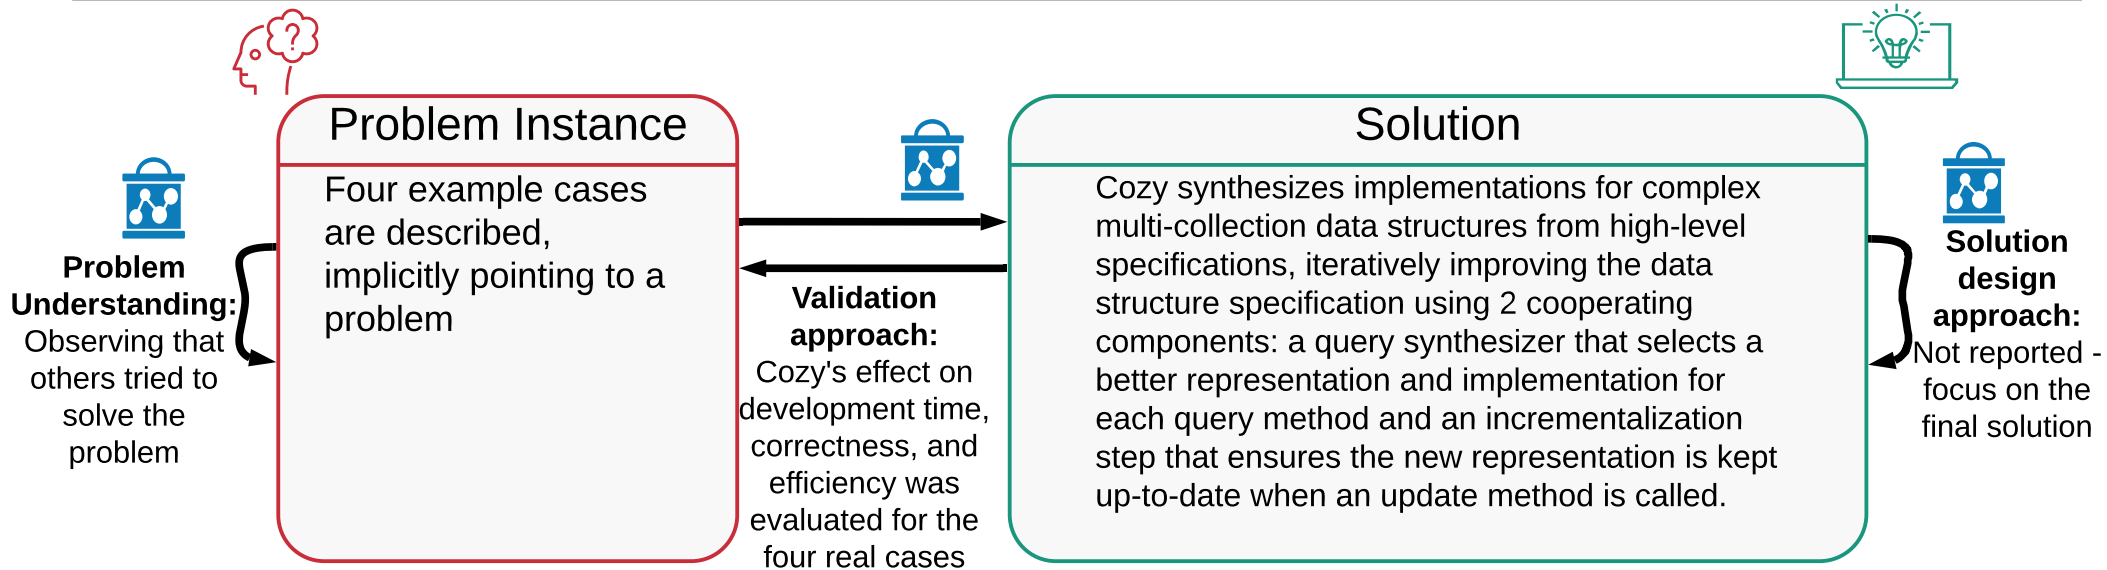 Problem Instance
Four example cases
are described,
implicitly pointing to a
problem
Problem
Understanding:
Observing that
others tried to
solve the
problem
Validation
approach:
Cozy's effect on
development time,
correctness, and
efficiency was
evaluated for the
four real cases
Solution
Cozy synthesizes implementations for complex
multi-collection data structures from high-level
specifications, iteratively improving the data
structure specification using 2 cooperating
components: a query synthesizer that selects a
better representation and implementation for
each query method and an incrementalization
step that ensures the new representation is kept
up-to-date when an update method is called.
Solution
design
approach:
Not reported -
focus on the
final solution